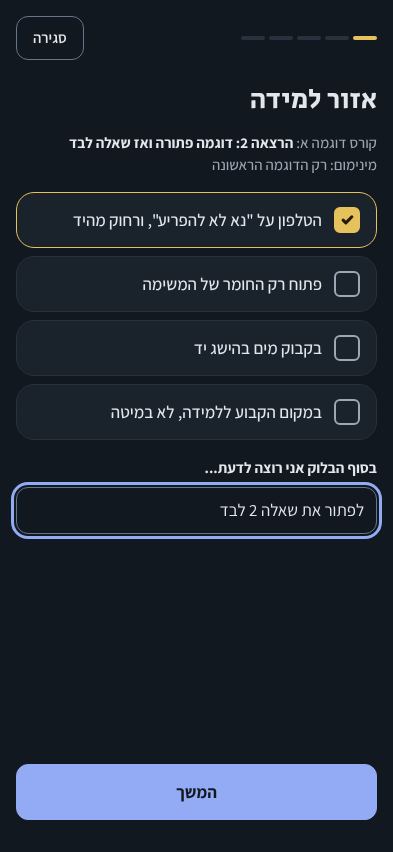 סגירה
אזור למידה
קורס דוגמה א: הרצאה 2: דוגמה פתורה ואז שאלה לבד
מינימום: רק הדוגמה הראשונה
הטלפון על "נא לא להפריע", ורחוק מהיד
פתוח רק החומר של המשימה
בקבוק מים בהישג יד
במקום הקבוע ללמידה, לא במיטה
בסוף הבלוק אני רוצה לדעת...
לפתור את שאלה 2 לבד
המשך